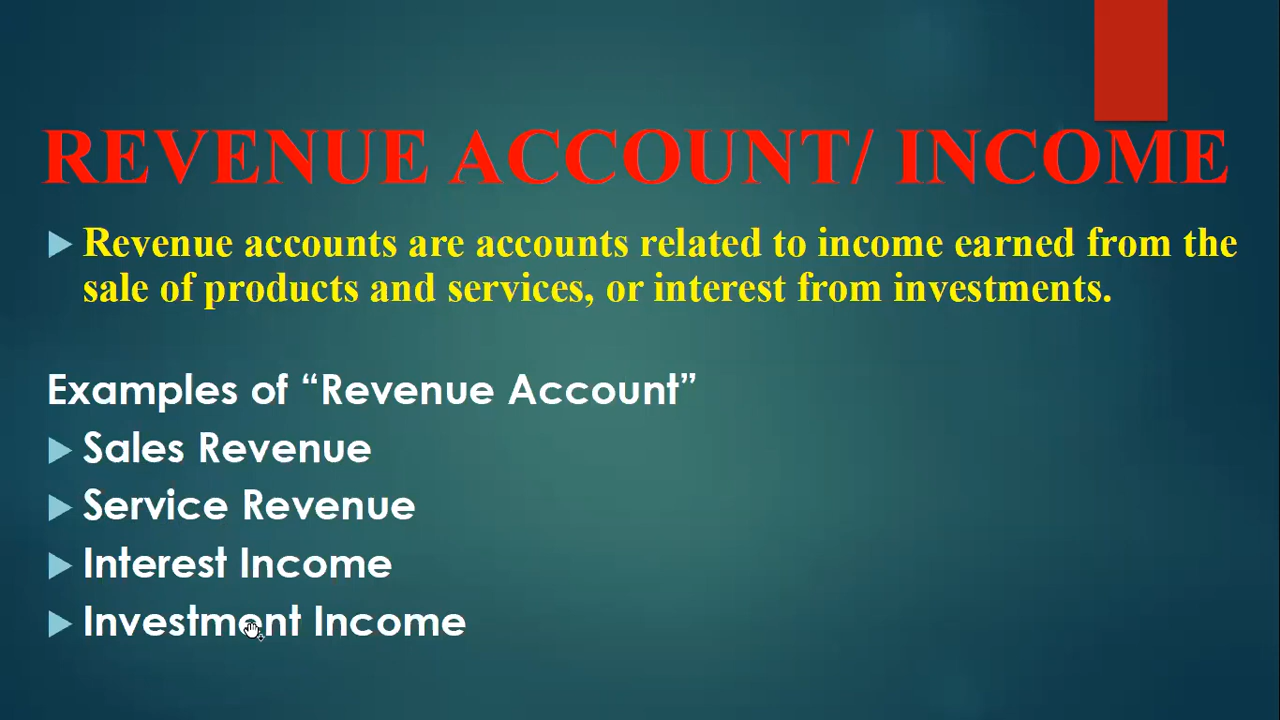 REVENUE ACCOUNT/ INCOME
Revenue accounts are accounts related to income earned from the
sale of products and services, or interest from investments.
Examples of “Revenue Account”
Sales Revenue
Service Revenue
Interest Income
Investment Income